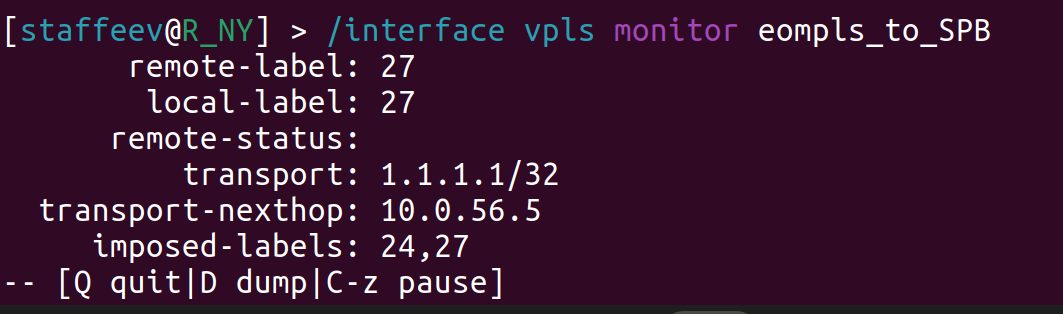 [staffeev@R_NY] > /interface vpls monitor eompls_to_SPB
remote-label: 27
local-label: 27
remote-status:
transport: 1.1.1.1/32
transport-nexthop: 10.0.56.5
imposed-labels: 24,27
-- [Q quit|D dump|C-z pause]